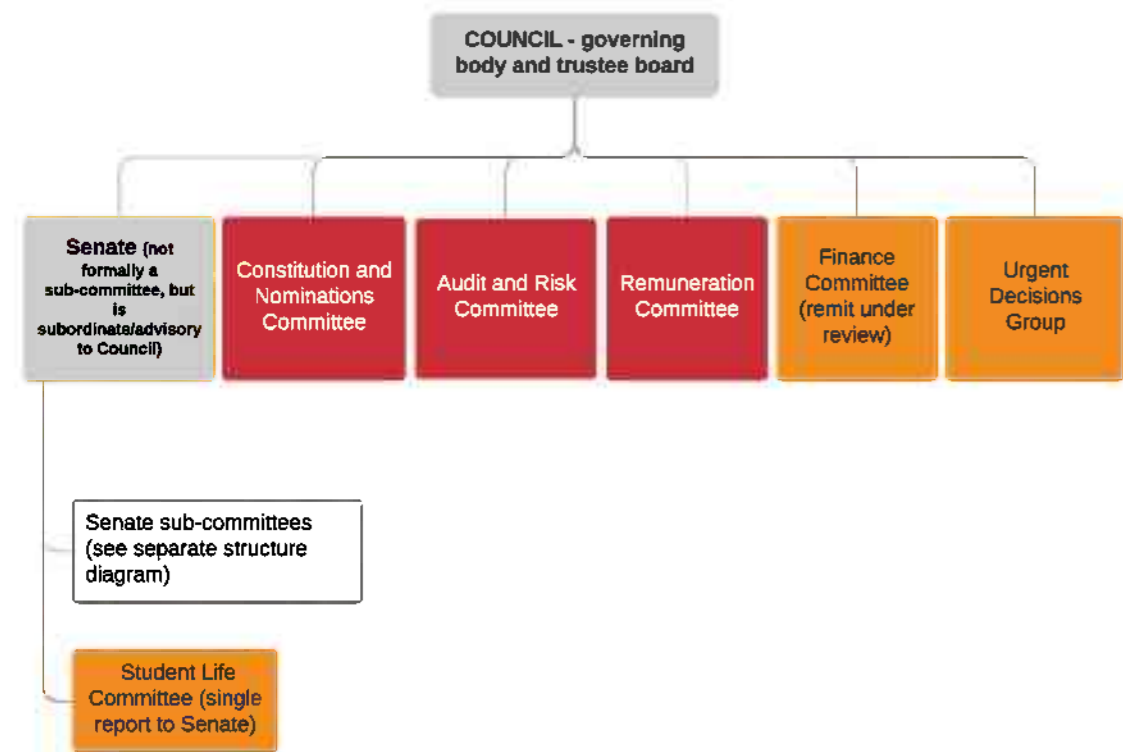 COUNCIL - governing
body and trustee board
Senate (not
formally a
sub-committee, but
is
subordinate/advisory
to Council)
Constitution and
Nominations
Committee
Audit and Risk
Committee
Remuneration
Committee
Finance
Committee
(remit under
review)
Urgent
Decisions
Group
Senate sub-committees
(see separate structure
diagram)
Student Life
Committee (single
report to Senate)